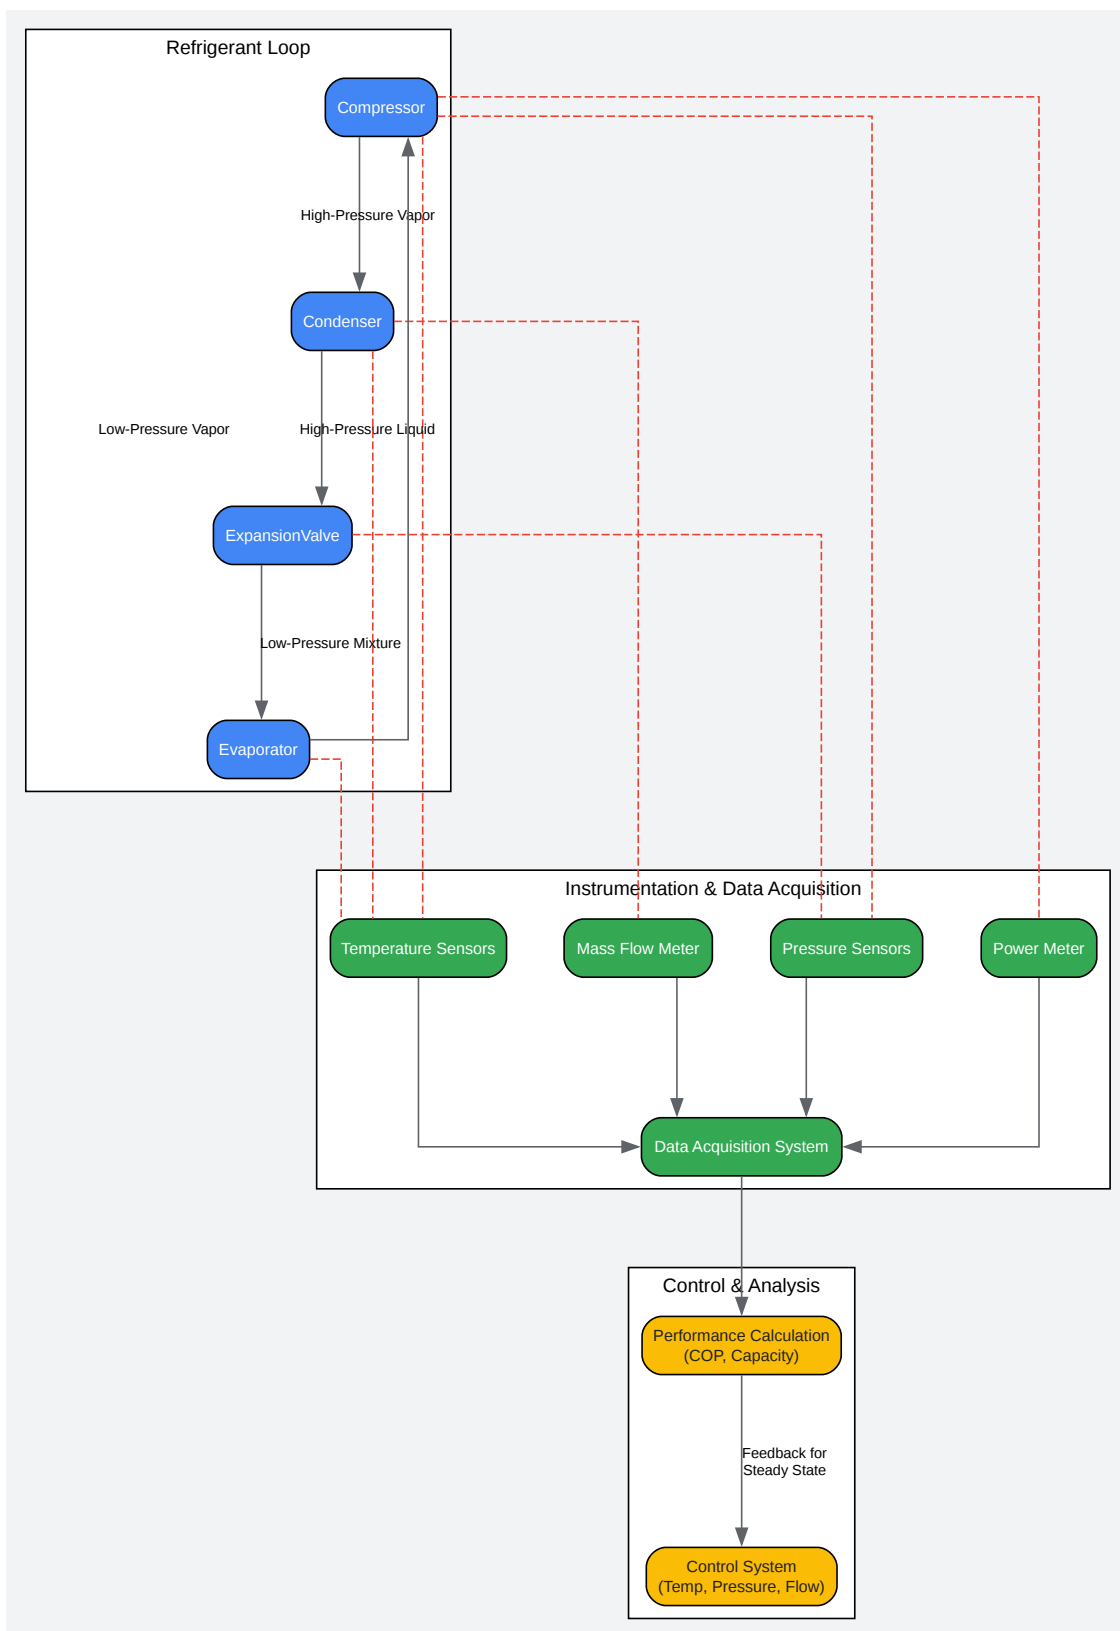 Refrigerant Loop
Compressor
High-Pressure Vapor
Condenser
Low-Pressure Vapor
High-Pressure Liquid
ExpansionValve
Low-Pressure Mixture
Evaporator
Instrumentation & Data Acquisition
Temperature Sensors
Mass Flow Meter
Pressure Sensors
Power Meter
Data Acquisition System
Control & Analysis
Performance Calculation
(COP, Capacity)
Feedback for
Steady State
Control System
(Temp, Pressure, Flow)